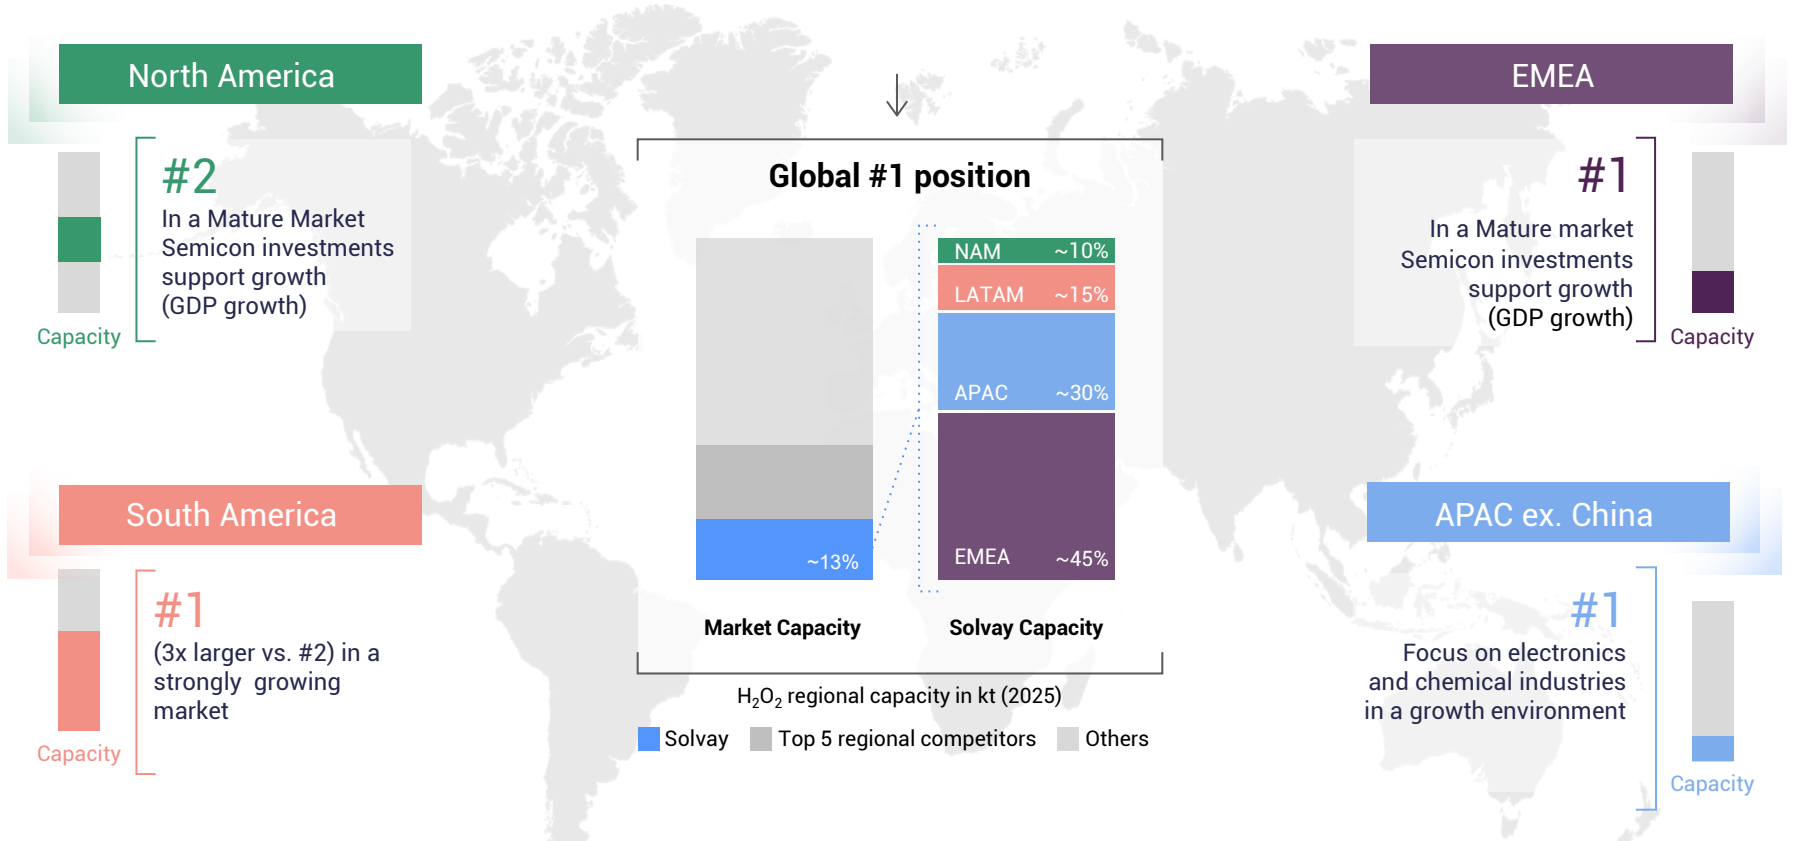 North America
#2
In a Mature Market
Semicon investments
support growth
(GDP growth)
Capacity
South America
#1
(3x larger vs. #2) in a
strongly growing
market
Capacity
Global #1 position
NAM ~10%
LATAM ~15%
APAC ~30%
EMEA ~45%
~13%
Market Capacity
Solvay Capacity
H₂O₂ regional capacity in kt (2025)
Solvay
Top 5 regional competitors
Others
EMEA
#1
In a Mature market
Semicon investments
support growth
(GDP growth)
Capacity
APAC ex. China
#1
Focus on electronics
and chemical industries
in a growth environment
Capacity